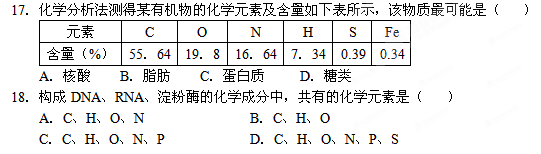 17．化学分析法测得某有机物的化学元素及含量如下表所示，该物质最可能是（　　）
元素 C O N H S Fe
含量（%） 55．64 19．8 16．64 7．34 0.39 0.34
A．核酸 B．脂肪 C．蛋白质 D．糖类
18．构成 DNA、RNA、淀粉酶的化学成分中，共有的化学元素是（　　）
A．C、H、O、N B．C、H、O
C．C、H、O、N、P D．C、H、O、N、P、S